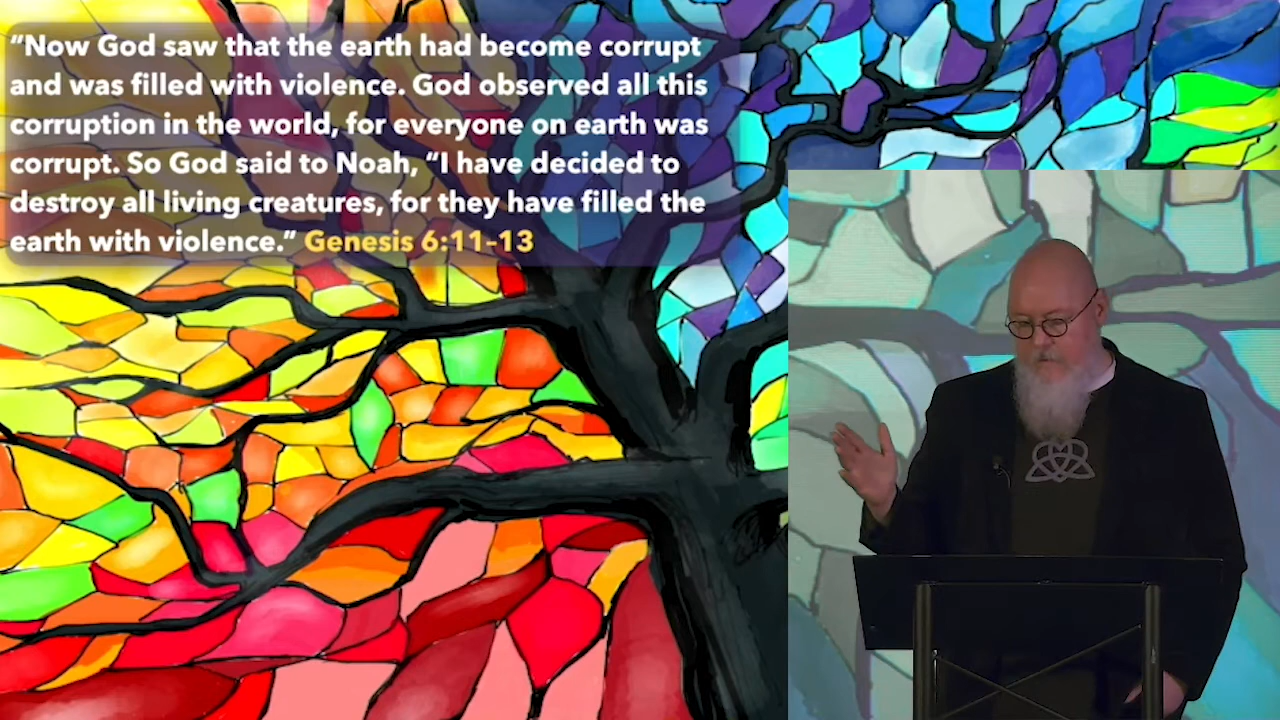 “Now God saw that the earth had become corrupt
and was filled with violence. God observed all this
corruption in the world, for everyone on earth was
corrupt. So God said to Noah, “I have decided to
destroy all living creatures, for they have filled the
earth with violence.” Genesis 6:11-13